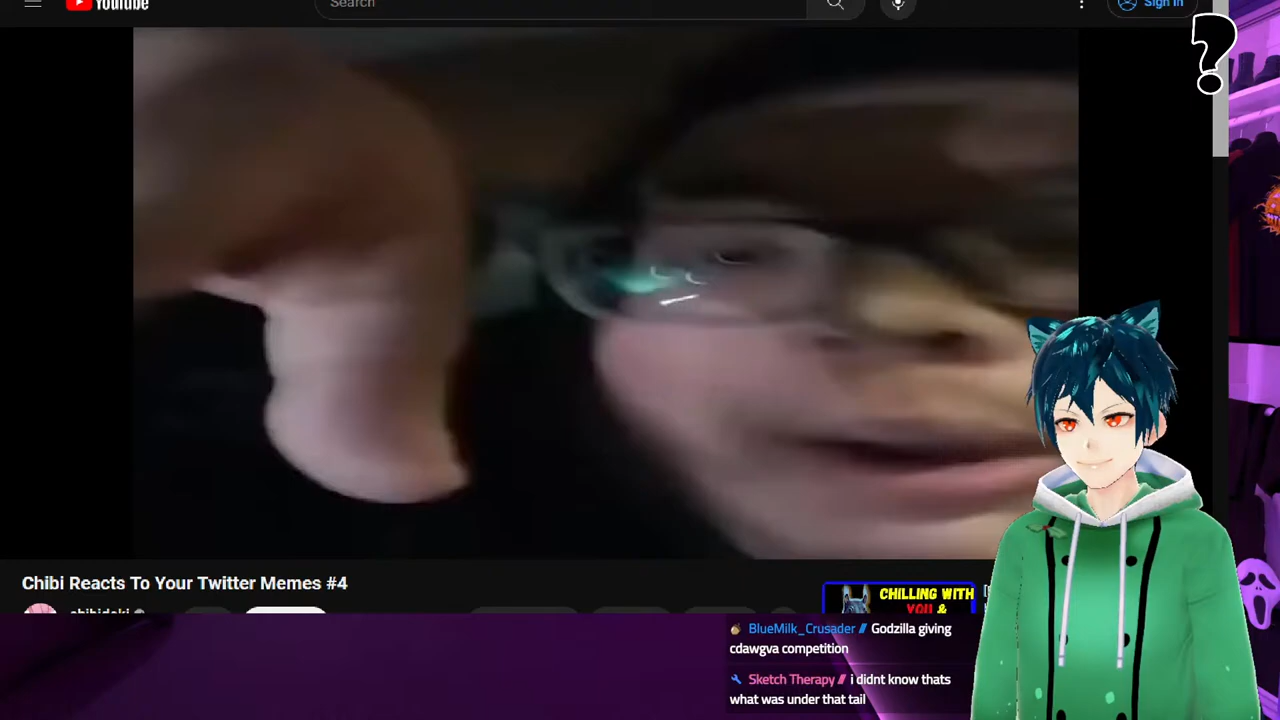 YouTube
Search
Sign in
?
Chibi Reacts To Your Twitter Memes #4
chibidoki
CHILLING WITH
YOU &
BlueMilk_Crusader // Godzilla giving
cdawgva competition
Sketch Therapy // i didnt know thats
what was under that tail